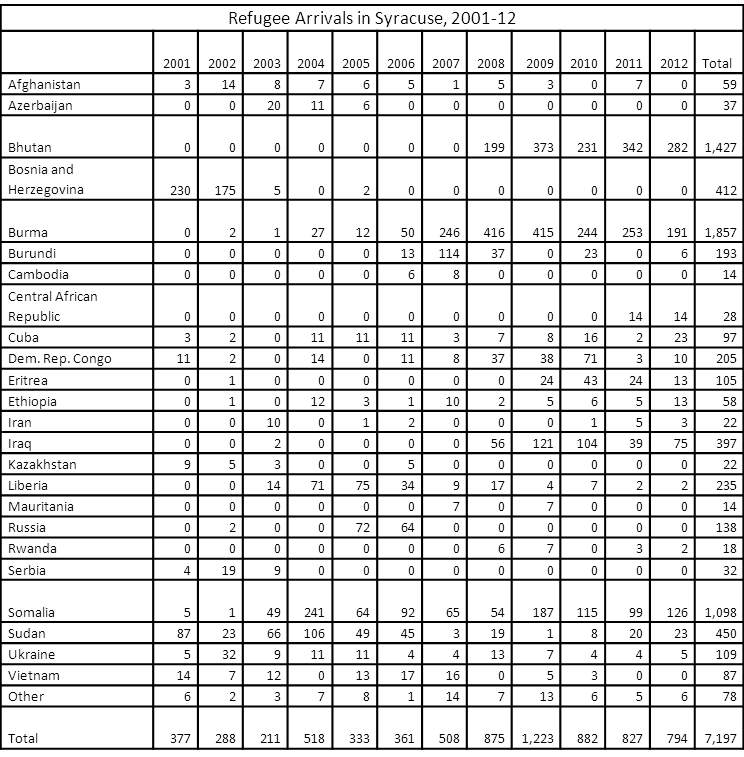 Refugee Arrivals in Syracuse, 2001-12
2001 2002 2003 2004 2005 2006 2007 2008 2009 2010 2011 2012 Total
Afghanistan 3 14 8 7 6 5 1 5 3 0 7 0 59
Azerbaijan 0 0 20 11 6 0 0 0 0 0 0 0 37
Bhutan 0 0 0 0 0 0 0 199 373 231 342 282 1,427
Bosnia and
Herzegovina 230 175 5 0 2 0 0 0 0 0 0 0 412
Burma 0 2 1 27 12 50 246 416 415 244 253 191 1,857
Burundi 0 0 0 0 0 13 114 37 0 23 0 6 193
Cambodia 0 0 0 0 0 6 8 0 0 0 0 0 14
Central African
Republic 0 0 0 0 0 0 0 0 0 0 14 14 28
Cuba 3 2 0 11 11 11 3 7 8 16 2 23 97
Dem. Rep. Congo 11 2 0 14 0 11 8 37 38 71 3 10 205
Eritrea 0 1 0 0 0 0 0 0 24 43 24 13 105
Ethiopia 0 1 0 12 3 1 10 2 5 6 5 13 58
Iran 0 0 10 0 1 2 0 0 0 1 5 3 22
Iraq 0 0 2 0 0 0 0 56 121 104 39 75 397
Kazakhstan 9 5 3 0 0 5 0 0 0 0 0 0 22
Liberia 0 0 14 71 75 34 9 17 4 7 2 2 235
Mauritania 0 0 0 0 0 0 7 0 7 0 0 0 14
Russia 0 2 0 0 72 64 0 0 0 0 0 0 138
Rwanda 0 0 0 0 0 0 0 6 7 0 3 2 18
Serbia 4 19 9 0 0 0 0 0 0 0 0 0 32
Somalia 5 1 49 241 64 92 65 54 187 115 99 126 1,098
Sudan 87 23 66 106 49 45 3 19 1 8 20 23 450
Ukraine 5 32 9 11 11 4 4 13 7 4 4 5 109
Vietnam 14 7 12 0 13 17 16 0 5 3 0 0 87
Other 6 2 3 7 8 1 14 7 13 6 5 6 78
Total 377 288 211 518 333 361 508 875 1,223 882 827 794 7,197